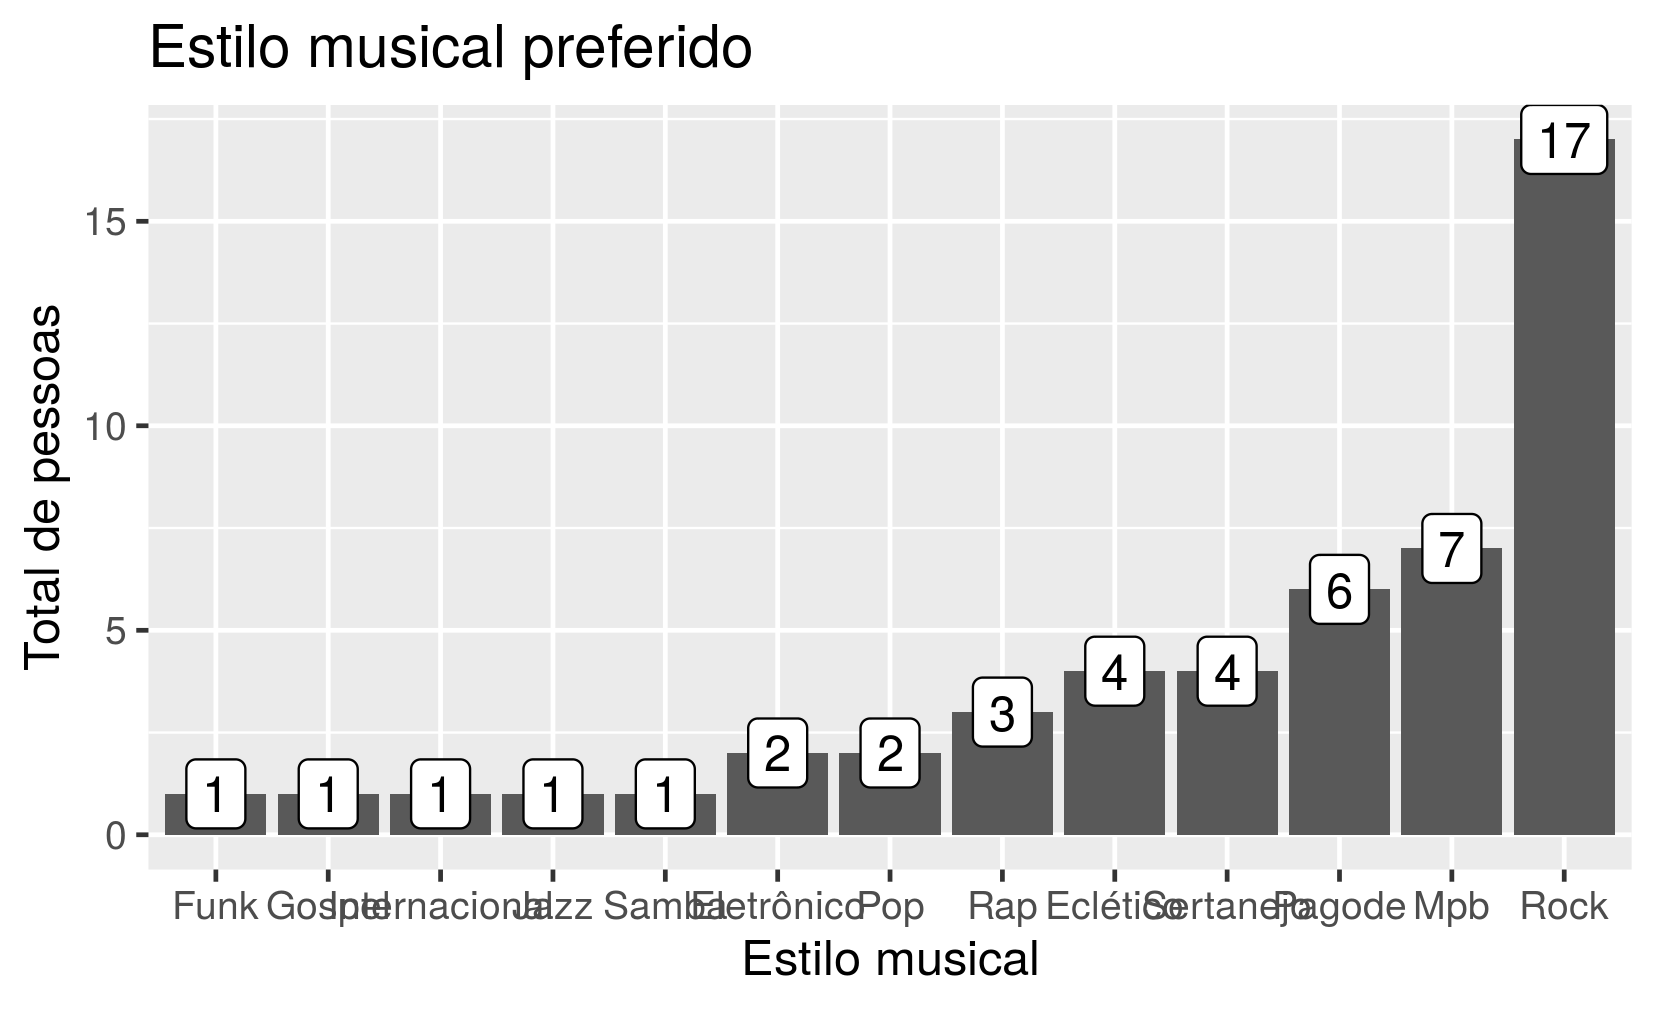 Estilo musical preferido
Total de pessoas
15
10
5
0
1 1 1 1 1 2 2 3 4 4 6 7 17
Funk Gospel Internacional Jazz Samba Eletrônico Pop Rap Eclético Sertanejo Pagode Mpb Rock
Estilo musical